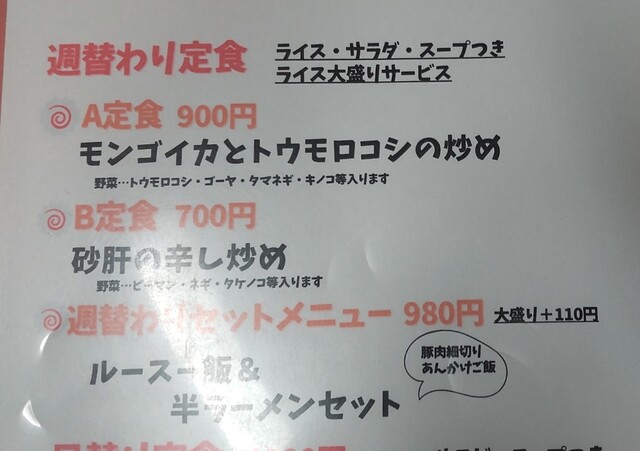 週替わり定食
ライス・サラダ・スープつき
ライス大盛りサービス
A定食 900円
モンゴイカとトウモロコシの炒め
野菜…トウモロコシ・ゴーヤ・タマネギ・キノコ等入ります
B定食 700円
砂肝の辛し炒め
野菜…ピーマン・ネギ・タケノコ等入ります
週替わりセットメニュー 980円 大盛り+110円
ルースー飯&
半ラーメンセット
豚肉細切り
あんかけご飯